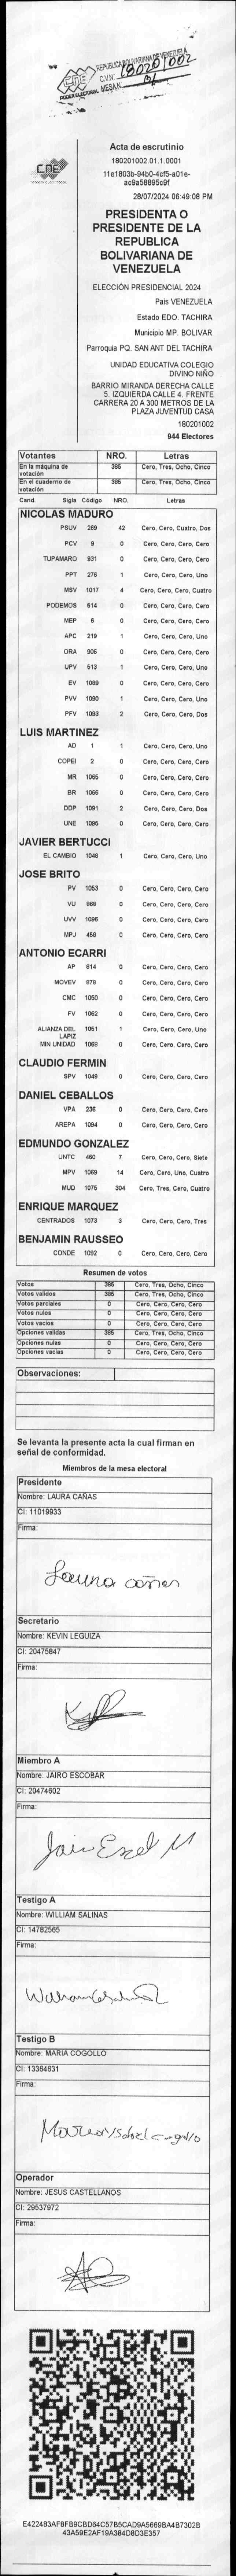 REPUBLICA BOLIVARIANA DE VENEZUELA
CNE
C.V.N: 180201002
PODER ELECTORAL MESA Nº: 01
CNE
Acta de escrutinio
180201002.01.1.0001
11e1803b-94b0-4cf5-a01e-
ac9a58895c9f
28/07/2024 06:49:08 PM
PRESIDENTA O
PRESIDENTE DE LA
REPUBLICA
BOLIVARIANA DE
VENEZUELA
ELECCIÓN PRESIDENCIAL 2024
Pais VENEZUELA
Estado EDO. TACHIRA
Municipio MP. BOLIVAR
Parroquia PQ. SAN ANT DEL TACHIRA
UNIDAD EDUCATIVA COLEGIO
DIVINO NIÑO
BARRIO MIRANDA DERECHA CALLE
5. IZQUIERDA CALLE 4. FRENTE
CARRERA 20 A 300 METROS DE LA
PLAZA JUVENTUD CASA
180201002
944 Electores
Votantes NRO. Letras
En la máquina de votación 385 Cero, Tres, Ocho, Cinco
En el cuaderno de votación 385 Cero, Tres, Ocho, Cinco
Cand. Sigla Código NRO. Letras
NICOLAS MADURO
PSUV 269 42 Cero, Cero, Cuatro, Dos
PCV 9 0 Cero, Cero, Cero, Cero
TUPAMARO 931 0 Cero, Cero, Cero, Cero
PPT 276 1 Cero, Cero, Cero, Uno
MSV 1017 4 Cero, Cero, Cero, Cuatro
PODEMOS 514 0 Cero, Cero, Cero, Cero
MEP 6 0 Cero, Cero, Cero, Cero
APC 219 1 Cero, Cero, Cero, Uno
ORA 906 0 Cero, Cero, Cero, Cero
UPV 513 1 Cero, Cero, Cero, Uno
EV 1089 0 Cero, Cero, Cero, Cero
PVV 1090 1 Cero, Cero, Cero, Uno
PFV 1093 2 Cero, Cero, Cero, Dos
LUIS MARTINEZ
AD 1 1 Cero, Cero, Cero, Uno
COPEI 2 0 Cero, Cero, Cero, Cero
MR 1065 0 Cero, Cero, Cero, Cero
BR 1066 0 Cero, Cero, Cero, Cero
DDP 1091 2 Cero, Cero, Cero, Dos
UNE 1095 0 Cero, Cero, Cero, Cero
JAVIER BERTUCCI
EL CAMBIO 1048 1 Cero, Cero, Cero, Uno
JOSE BRITO
PV 1053 0 Cero, Cero, Cero, Cero
VU 868 0 Cero, Cero, Cero, Cero
UVV 1096 0 Cero, Cero, Cero, Cero
MPJ 458 0 Cero, Cero, Cero, Cero
ANTONIO ECARRI
AP 814 0 Cero, Cero, Cero, Cero
MOVEV 878 0 Cero, Cero, Cero, Cero
CMC 1050 0 Cero, Cero, Cero, Cero
FV 1062 0 Cero, Cero, Cero, Cero
ALIANZA DEL LAPIZ 1051 1 Cero, Cero, Cero, Uno
MIN UNIDAD 1068 0 Cero, Cero, Cero, Cero
CLAUDIO FERMIN
SPV 1049 0 Cero, Cero, Cero, Cero
DANIEL CEBALLOS
VPA 236 0 Cero, Cero, Cero, Cero
AREPA 1094 0 Cero, Cero, Cero, Cero
EDMUNDO GONZALEZ
UNTC 460 7 Cero, Cero, Cero, Siete
MPV 1069 14 Cero, Cero, Uno, Cuatro
MUD 1075 304 Cero, Tres, Cero, Cuatro
ENRIQUE MARQUEZ
CENTRADOS 1073 3 Cero, Cero, Cero, Tres
BENJAMIN RAUSSEO
CONDE 1092 0 Cero, Cero, Cero, Cero
Resumen de votos
Votos 385 Cero, Tres, Ocho, Cinco
Votos validos 385 Cero, Tres, Ocho, Cinco
Votos parciales 0 Cero, Cero, Cero, Cero
Votos nulos 0 Cero, Cero, Cero, Cero
Votos vacios 0 Cero, Cero, Cero, Cero
Opciones validas 385 Cero, Tres, Ocho, Cinco
Opciones nulas 0 Cero, Cero, Cero, Cero
Opciones vacias 0 Cero, Cero, Cero, Cero
Observaciones:
Se levanta la presente acta la cual firman en
señal de conformidad.
Miembros de la mesa electoral
Presidente
Nombre: LAURA CAÑAS
CI: 11019933
Firma:
Laura cañas
Secretario
Nombre: KEVIN LEGUIZA
CI: 20475847
Firma:
Miembro A
Nombre: JAIRO ESCOBAR
CI: 20474602
Firma:
Testigo A
Nombre: WILLIAM SALINAS
CI: 14782565
Firma:
Testigo B
Nombre: MARIA COGOLLO
CI: 13364631
Firma:
Operador
Nombre: JESUS CASTELLANOS
CI: 29537972
Firma:
E422483AF8FB9CBD64C57B5CAD9A5669BA4B7302B
43A59E2AF19A384D8D3E357